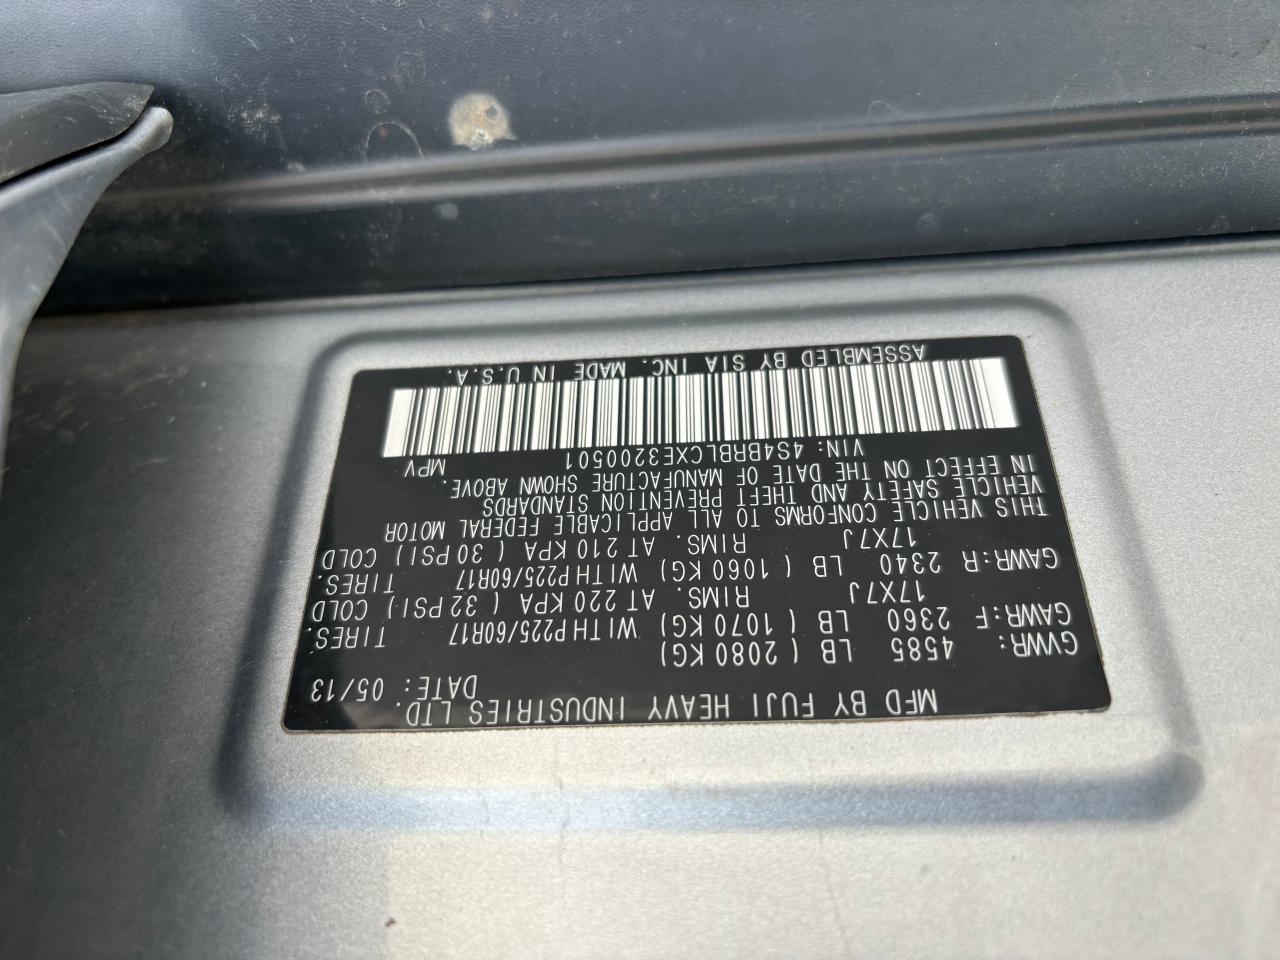 MFD BY FUJI HEAVY INDUSTRIES LTD.
DATE: 05/13
GVWR: 4585 LB ( 2080 KG)
GAWR:F 2360 LB ( 1070 KG) WITH P225/60R17 TIRES.
17X7J RIMS. AT 220 KPA ( 32 PSI) COLD
GAWR:R 2340 LB ( 1060 KG) WITH P225/60R17 TIRES.
17X7J RIMS. AT 210 KPA ( 30 PSI) COLD
THIS VEHICLE CONFORMS TO ALL APPLICABLE FEDERAL MOTOR
VEHICLE SAFETY AND THEFT PREVENTION STANDARDS
IN EFFECT ON THE DATE OF MANUFACTURE SHOWN ABOVE.
VIN: 4S4BRBLCXE3200501 MPV
ASSEMBLED BY SIA INC. MADE IN U.S.A.